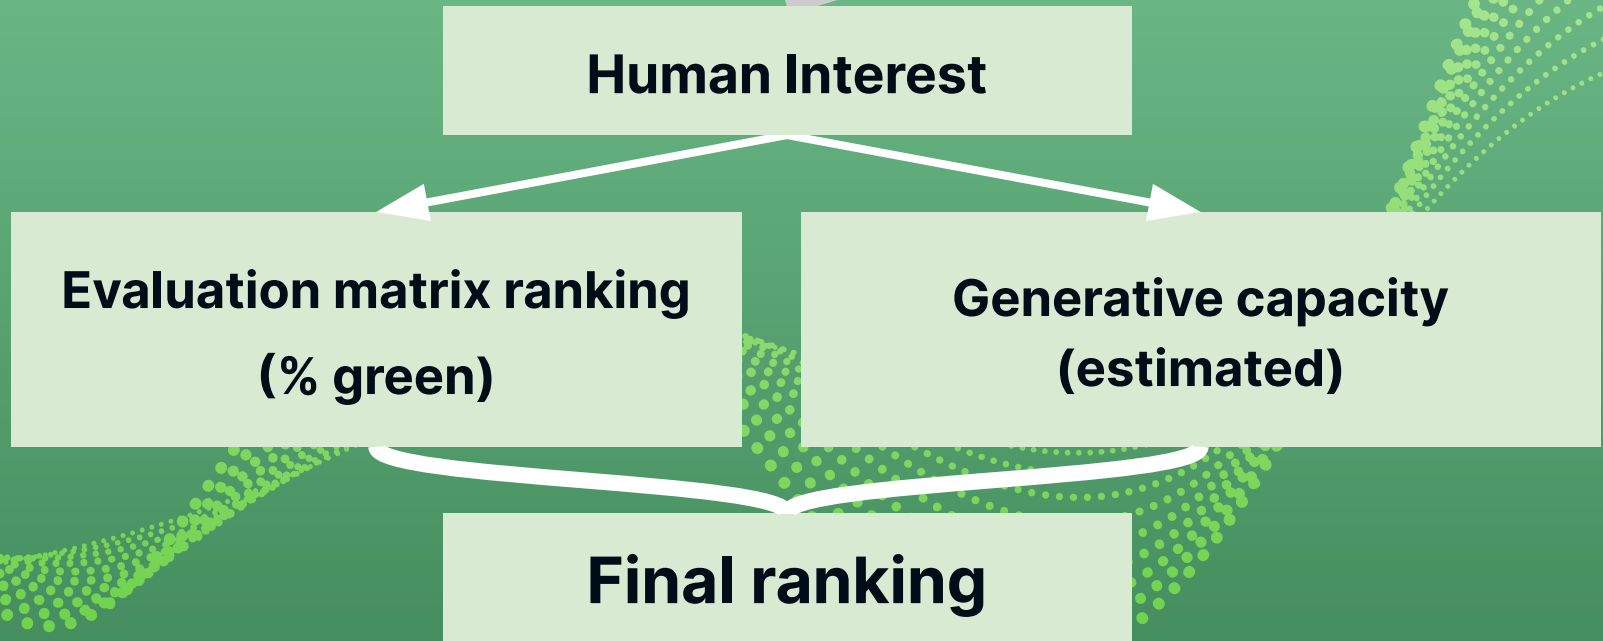 Human Interest
Evaluation matrix ranking
(% green)
Generative capacity
(estimated)
Final ranking